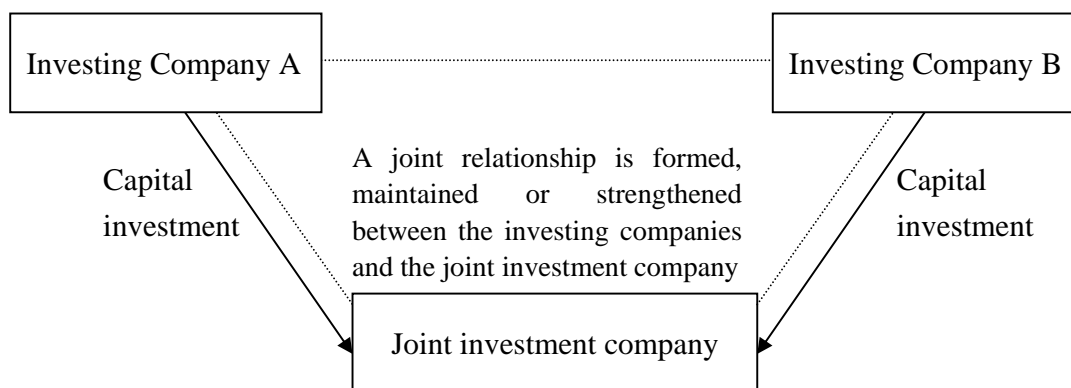 Investing Company A
Investing Company B
Capital
investment
A joint relationship is formed,
maintained or strengthened
between the investing companies
and the joint investment company
Capital
investment
Joint investment company